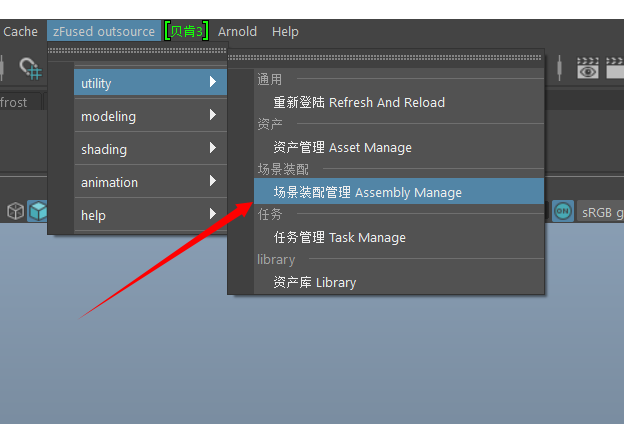 Cache zFused outsource [贝肯3] Arnold Help
utility
modeling
shading
animation
help
通用
重新登陆 Refresh And Reload
资产
资产管理 Asset Manage
场景装配
场景装配管理 Assembly Manage
任务
任务管理 Task Manage
library
资产库 Library
frost
ON
sRGB g